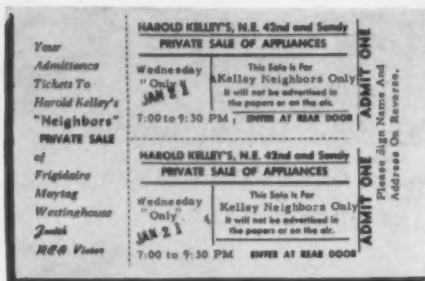 Your
Admittance
Tickets To
Harold Kelley's
"Neighbors"
PRIVATE SALE
of
Frigidaire
Maytag
Westinghouse
Zenith
RCA Victor
HAROLD KELLEY'S, N.E. 42nd and Sandy
PRIVATE SALE OF APPLIANCES
Wednesday
"Only"
JAN 21
This Sale is For
Kelley Neighbors Only
It will not be advertised in
the papers or on the air.
7:00 to 9:30 PM, ENTER AT REAR DOOR
ADMIT ONE
HAROLD KELLEY'S, N.E. 42nd and Sandy
PRIVATE SALE OF APPLIANCES
Wednesday
"Only"
JAN 21
This Sale is For
Kelley Neighbors Only
It will not be advertised in
the papers or on the air.
7:00 to 9:30 PM ENTER AT REAR DOOR
ADMIT ONE
Please Sign Name And
Address On Reverse.